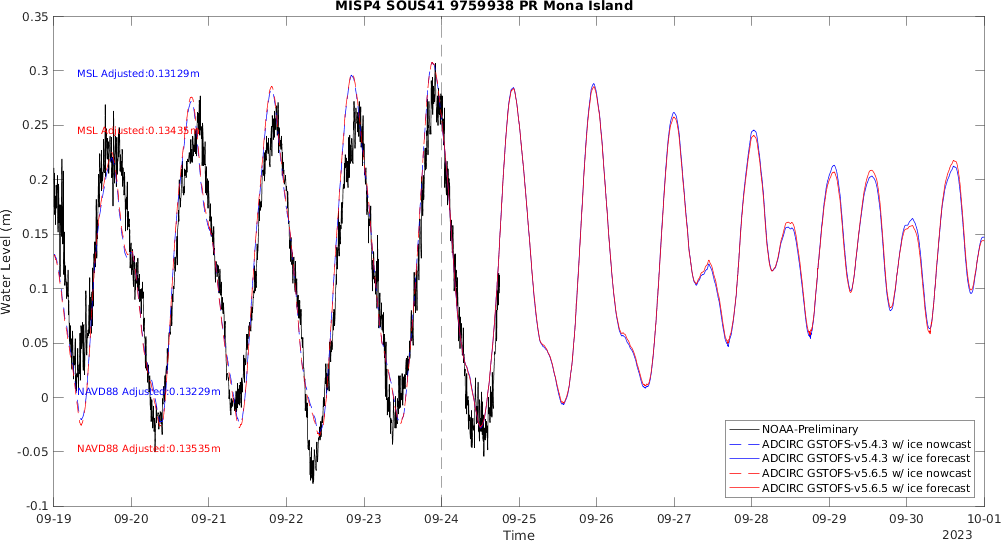 MISP4 SOUS41 9759938 PR Mona Island
0.35
0.3
0.25
0.2
0.15
0.1
0.05
0
-0.05
-0.1
Water Level (m)
MSL Adjusted:0.13129m
MSL Adjusted:0.13435m
NAVD88 Adjusted:0.13229m
NAVD88 Adjusted:0.13535m
NOAA-Preliminary
ADCIRC GSTOFS-v5.4.3 w/ ice nowcast
ADCIRC GSTOFS-v5.4.3 w/ ice forecast
ADCIRC GSTOFS-v5.6.5 w/ ice nowcast
ADCIRC GSTOFS-v5.6.5 w/ ice forecast
09-19 09-20 09-21 09-22 09-23 09-24 09-25 09-26 09-27 09-28 09-29 09-30 10-01
Time
2023